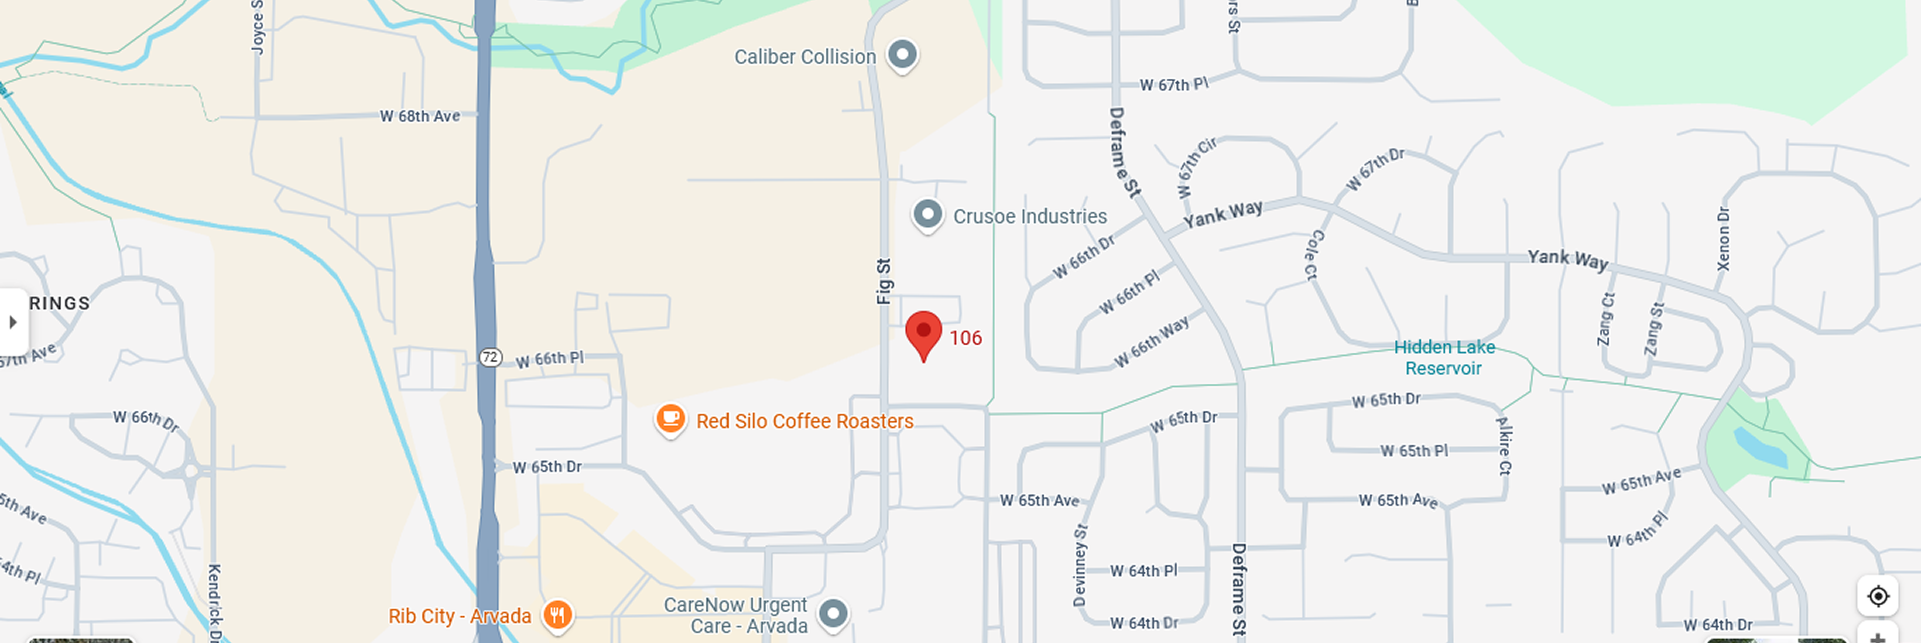 Joyce S
Caliber Collision
rs St
W 67th Pl
W 68th Ave
Deframe St
W 67th Cir
W 67th Dr
Crusoe Industries
Yank Way
Xenon Dr
Cole Ct
W 66th Dr
Yank Way
Fig St
W 66th Pl
RINGS
Zang Ct
Zang St
106
W 66th Way
Hidden Lake
Reservoir
57th Ave
72
W 66th Pl
W 66th Dr
Red Silo Coffee Roasters
W 65th Dr
W 65th Dr
Alkire Ct
W 65th Pl
W 65th Dr
W 65th Ave
W 65th Ave
W 65th Ave
5th Ave
W 64th Pl
Devinney St
Deframe St
4th Pl
Kendrick Dr
W 64th Pl
Rib City - Arvada
CareNow Urgent
Care - Arvada
W 64th Dr
W 64th Dr